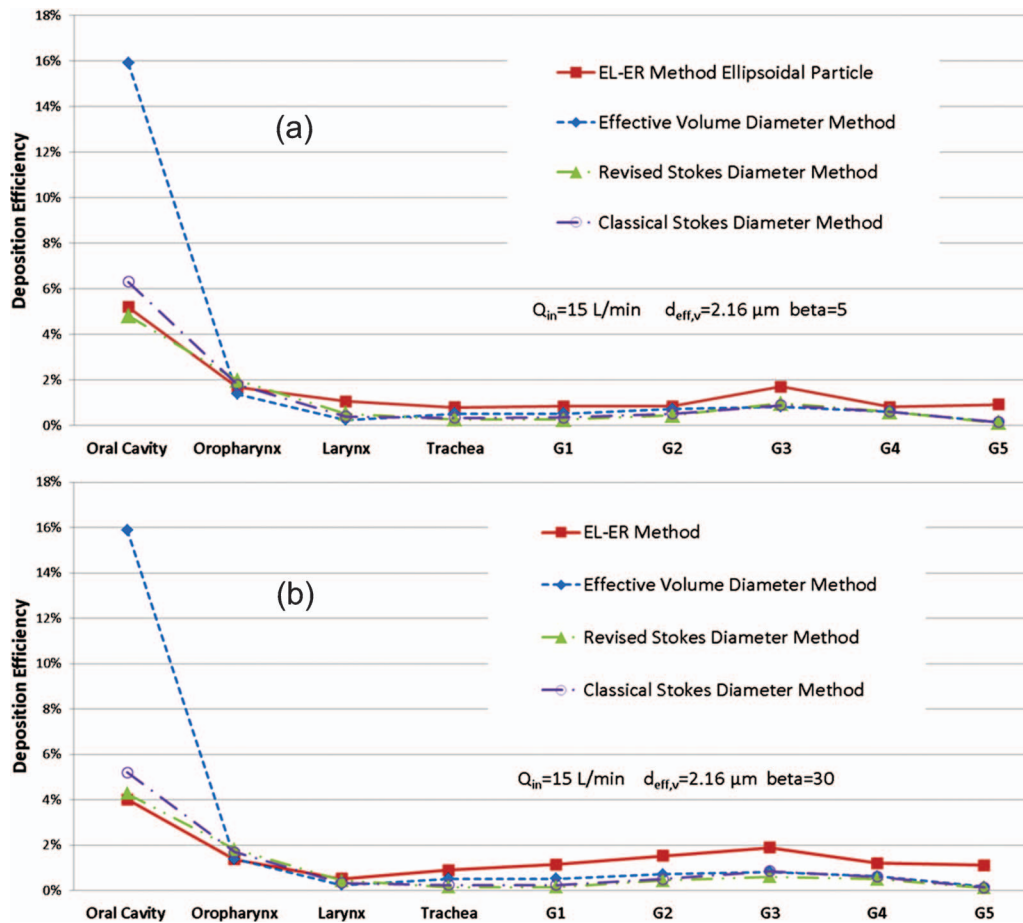 18%
16%
14%
12%
10%
8%
6%
4%
2%
0%
Deposition Efficiency
(a)
EL-ER Method Ellipsoidal Particle
Effective Volume Diameter Method
Revised Stokes Diameter Method
Classical Stokes Diameter Method
Qin=15 L/min deff,v=2.16 μm beta=5
Oral Cavity Oropharynx Larynx Trachea G1 G2 G3 G4 G5
18%
16%
14%
12%
10%
8%
6%
4%
2%
0%
Deposition Efficiency
(b)
EL-ER Method
Effective Volume Diameter Method
Revised Stokes Diameter Method
Classical Stokes Diameter Method
Qin=15 L/min deff,v=2.16 μm beta=30
Oral Cavity Oropharynx Larynx Trachea G1 G2 G3 G4 G5